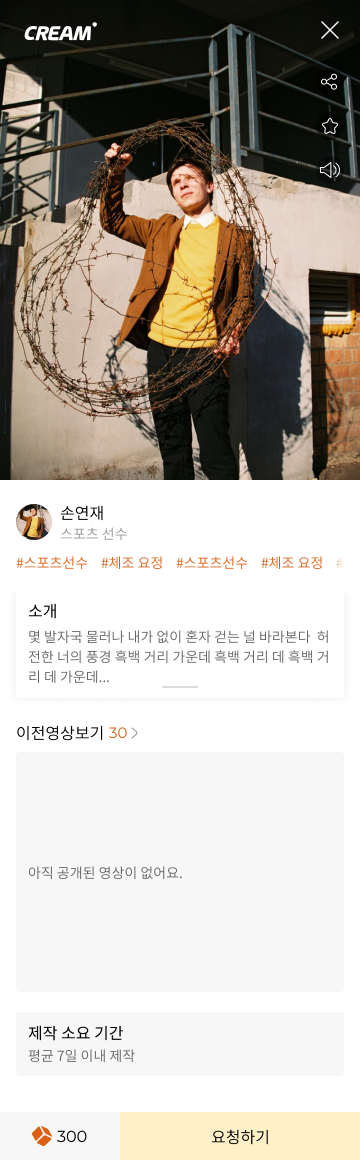 CREAM
손연재
스포츠 선수
#스포츠선수 #체조 요정 #스포츠선수 #체조 요정 #
소개
몇 발자국 물러나 내가 없이 혼자 걷는 널 바라본다 허
전한 너의 풍경 흑백 거리 가운데 흑백 거리 데 흑백 거
리 데 가운데...
이전영상보기 30
아직 공개된 영상이 없어요.
제작 소요 기간
평균 7일 이내 제작
300 요청하기